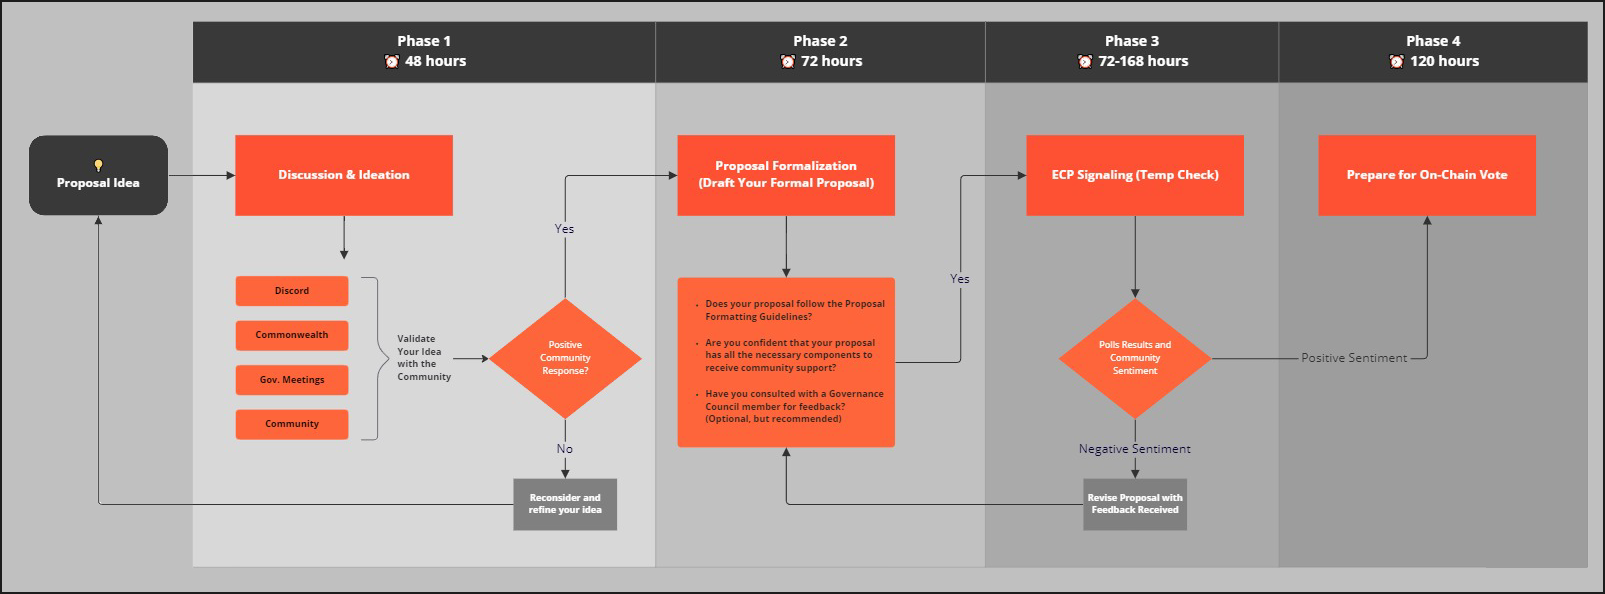 Phase 1
⏰ 48 hours
Phase 2
⏰ 72 hours
Phase 3
⏰ 72-168 hours
Phase 4
⏰ 120 hours
Proposal Idea
Discussion & Ideation
Discord
Commonwealth
Gov. Meetings
Community
Validate
Your Idea
with the
Community
Positive
Community
Response?
Yes
No
Reconsider and
refine your idea
Proposal Formalization
(Draft Your Formal Proposal)
• Does your proposal follow the Proposal
Formatting Guidelines?
• Are you confident that your proposal
has all the necessary components to
receive community support?
• Have you consulted with a Governance
Council member for feedback?
(Optional, but recommended)
Yes
ECP Signaling (Temp Check)
Polls Results and
Community
Sentiment
Negative Sentiment
Revise Proposal with
Feedback Received
Positive Sentiment
Prepare for On-Chain Vote